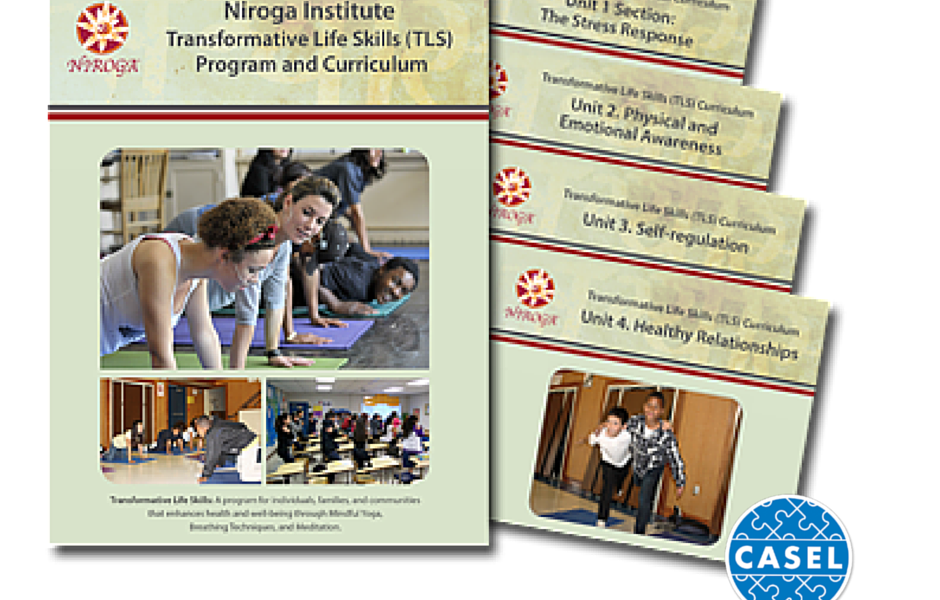 Niroga Institute
Transformative Life Skills (TLS)
Program and Curriculum
NIROGA
Transformative Life Skills: A program for individuals, families, and communities
that enhances health and well-being through Mindful Yoga,
Breathing Techniques, and Meditation.
Curriculum
Unit 1 Section:
The Stress Response
Transformative Life Skills (TLS) Curriculum
Unit 2. Physical and
Emotional Awareness
Transformative Life Skills (TLS) Curriculum
Unit 3. Self-regulation
NIROGA
Transformative Life Skills (TLS) Curriculum
Unit 4. Healthy Relationships
CASEL